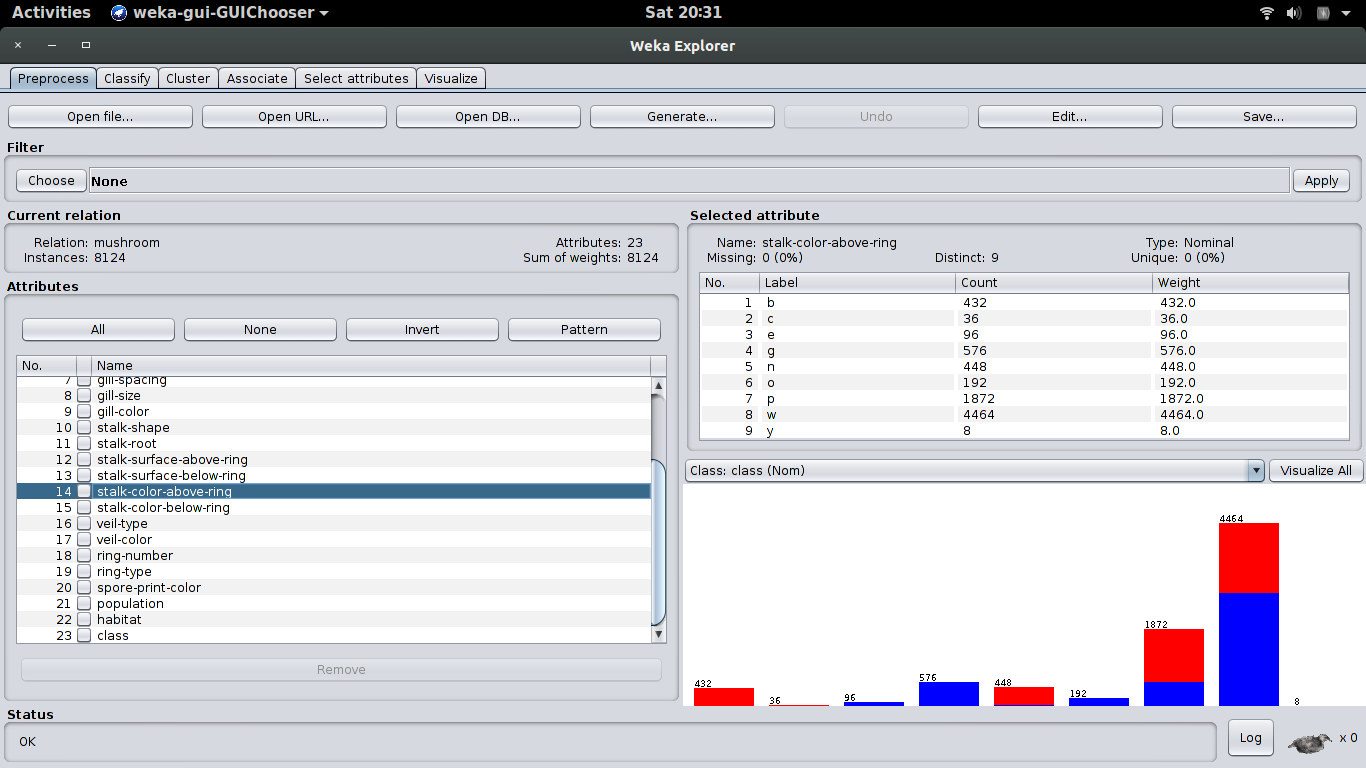 Activities weka-gui-GUIChooser Sat 20:31
Weka Explorer
Preprocess Classify Cluster Associate Select attributes Visualize
Open file... Open URL... Open DB... Generate... Undo Edit... Save...
Filter
Choose None Apply
Current relation
Relation: mushroom Attributes: 23
Instances: 8124 Sum of weights: 8124
Attributes
All None Invert Pattern
No. Name
7 gill-spacing
8 gill-size
9 gill-color
10 stalk-shape
11 stalk-root
12 stalk-surface-above-ring
13 stalk-surface-below-ring
14 stalk-color-above-ring
15 stalk-color-below-ring
16 veil-type
17 veil-color
18 ring-number
19 ring-type
20 spore-print-color
21 population
22 habitat
23 class
Remove
Selected attribute
Name: stalk-color-above-ring Type: Nominal
Missing: 0 (0%) Distinct: 9 Unique: 0 (0%)
No. Label Count Weight
1 b 432 432.0
2 c 36 36.0
3 e 96 96.0
4 g 576 576.0
5 n 448 448.0
6 o 192 192.0
7 p 1872 1872.0
8 w 4464 4464.0
9 y 8 8.0
Class: class (Nom) Visualize All
432 36 96 576 448 192 1872 4464 8
Status
OK Log x 0